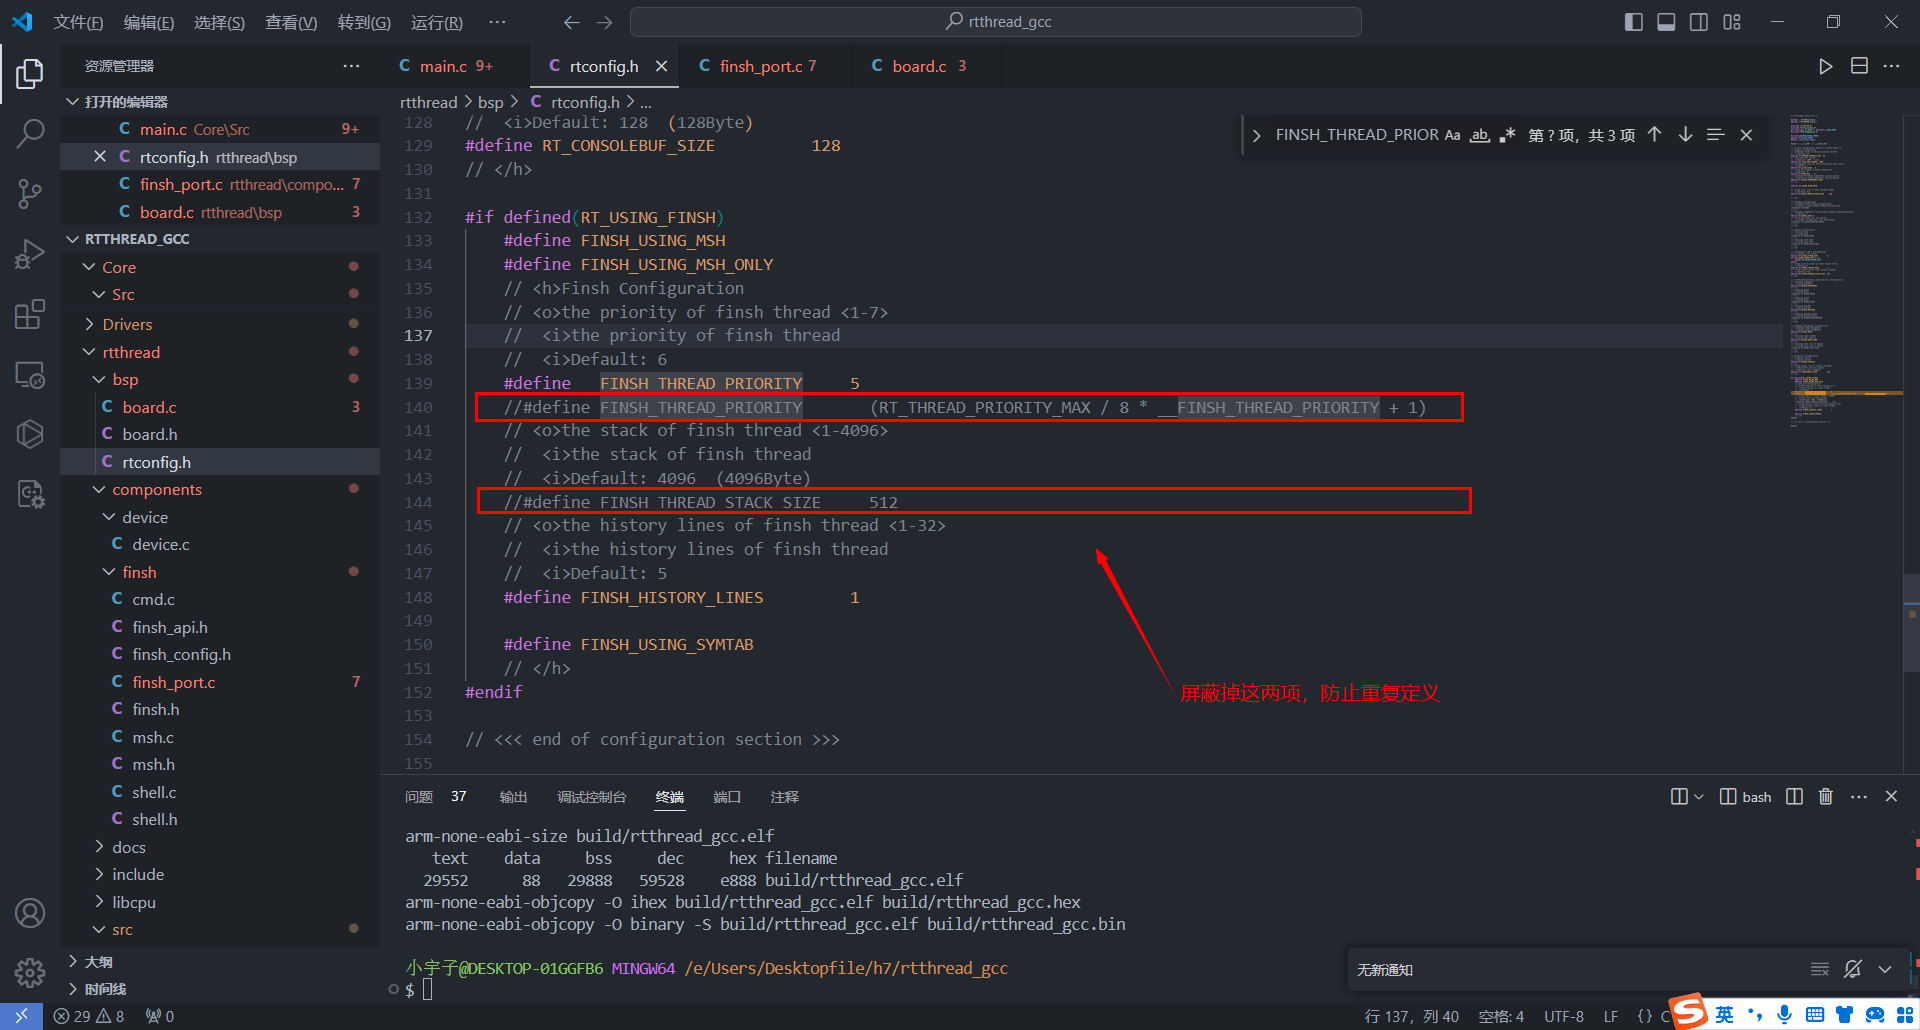 文件(F) 编辑(E) 选择(S) 查看(V) 转到(G) 运行(R) ··· rtthread_gcc
资源管理器 ···
main.c 9+ rtconfig.h finsh_port.c 7 board.c 3
打开的编辑器
main.c Core\Src 9+
rtconfig.h rtthread\bsp
finsh_port.c rtthread\compo... 7
board.c rtthread\bsp 3
RTTHREAD_GCC
Core
Src
Drivers
rtthread
bsp
board.c 3
board.h
rtconfig.h
components
device
device.c
finsh
cmd.c
finsh_api.h
finsh_config.h
finsh_port.c 7
finsh.h
msh.c
msh.h
shell.c
shell.h
docs
include
libcpu
src
大纲
时间线
rtthread > bsp > C rtconfig.h > ...
FINSH_THREAD_PRIOR Aa ab 第 ? 项, 共 3 项
128 // <i>Default: 128 (128Byte)
129 #define RT_CONSOLEBUF_SIZE 128
130 // </h>
131
132 #if defined(RT_USING_FINSH)
133 #define FINSH_USING_MSH
134 #define FINSH_USING_MSH_ONLY
135 // <h>Finsh Configuration
136 // <o>the priority of finsh thread <1-7>
137 // <i>the priority of finsh thread
138 // <i>Default: 6
139 #define FINSH_THREAD_PRIORITY 5
140 //#define FINSH_THREAD_PRIORITY (RT_THREAD_PRIORITY_MAX / 8 * __FINSH_THREAD_PRIORITY + 1)
141 // <o>the stack of finsh thread <1-4096>
142 // <i>the stack of finsh thread
143 // <i>Default: 4096 (4096Byte)
144 //#define FINSH_THREAD_STACK_SIZE 512
145 // <o>the history lines of finsh thread <1-32>
146 // <i>the history lines of finsh thread
147 // <i>Default: 5
148 #define FINSH_HISTORY_LINES 1
149
150 #define FINSH_USING_SYMTAB
151 // </h>
152 #endif
153
154 // <<< end of configuration section >>>
155
屏蔽掉这两项，防止重复定义
问题 37 输出 调试控制台 终端 端口 注释 bash
arm-none-eabi-size build/rtthread_gcc.elf
text data bss dec hex filename
29552 88 29888 59528 e888 build/rtthread_gcc.elf
arm-none-eabi-objcopy -O ihex build/rtthread_gcc.elf build/rtthread_gcc.hex
arm-none-eabi-objcopy -O binary -S build/rtthread_gcc.elf build/rtthread_gcc.bin
小宇子@DESKTOP-01GGFB6 MINGW64 /e/Users/Desktopfile/h7/rtthread_gcc
$
无新通知
29 8 0 行 137, 列 40 空格: 4 UTF-8 LF {} C
英